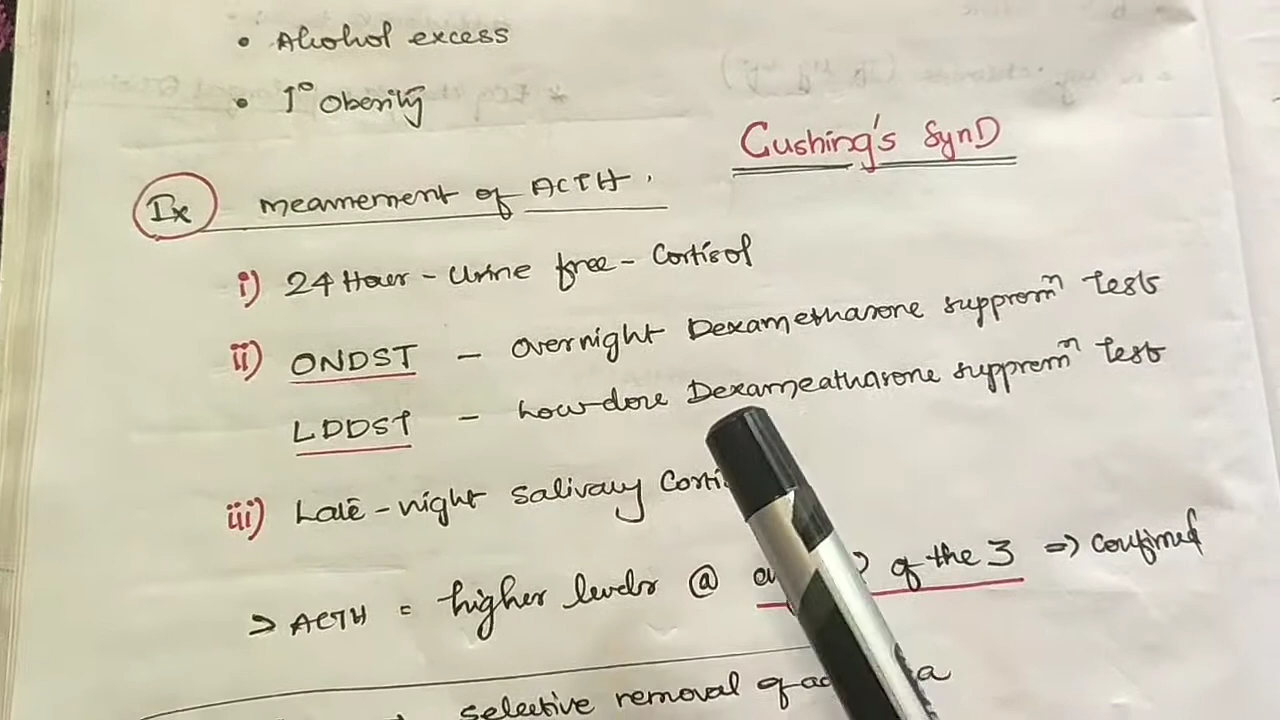 • Alcohol excess
• 1° Obesity
Cushing's SynD
Ix measurement of ACTH.
i) 24 Hour - Urine free - Cortisol
ii) ONDST - overnight Dexamethasone suppressⁿ Tests
LDDST - Low-dose Dexameathasone suppressⁿ Test
iii) Late - night salivary Corti
→ ACTH = higher levels @ of the 3 ⇒ confirmed
selective removal of